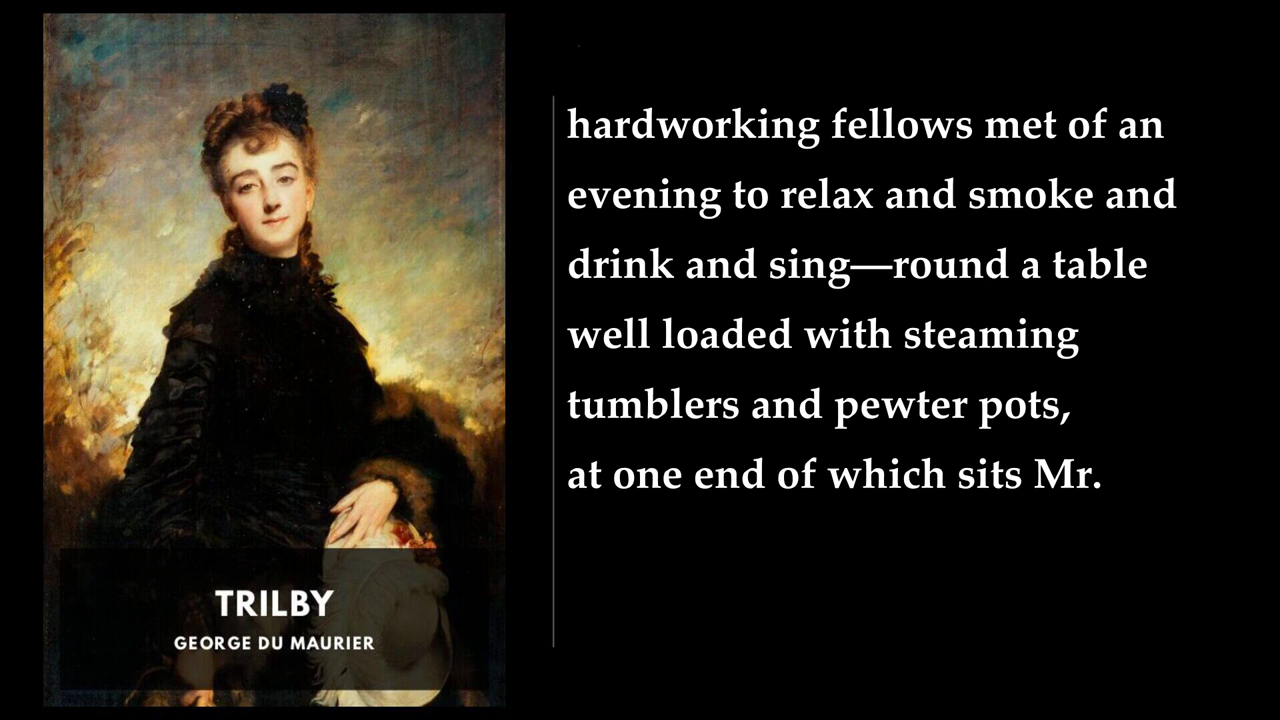 TRILBY
GEORGE DU MAURIER
hardworking fellows met of an
evening to relax and smoke and
drink and sing—round a table
well loaded with steaming
tumblers and pewter pots,
at one end of which sits Mr.